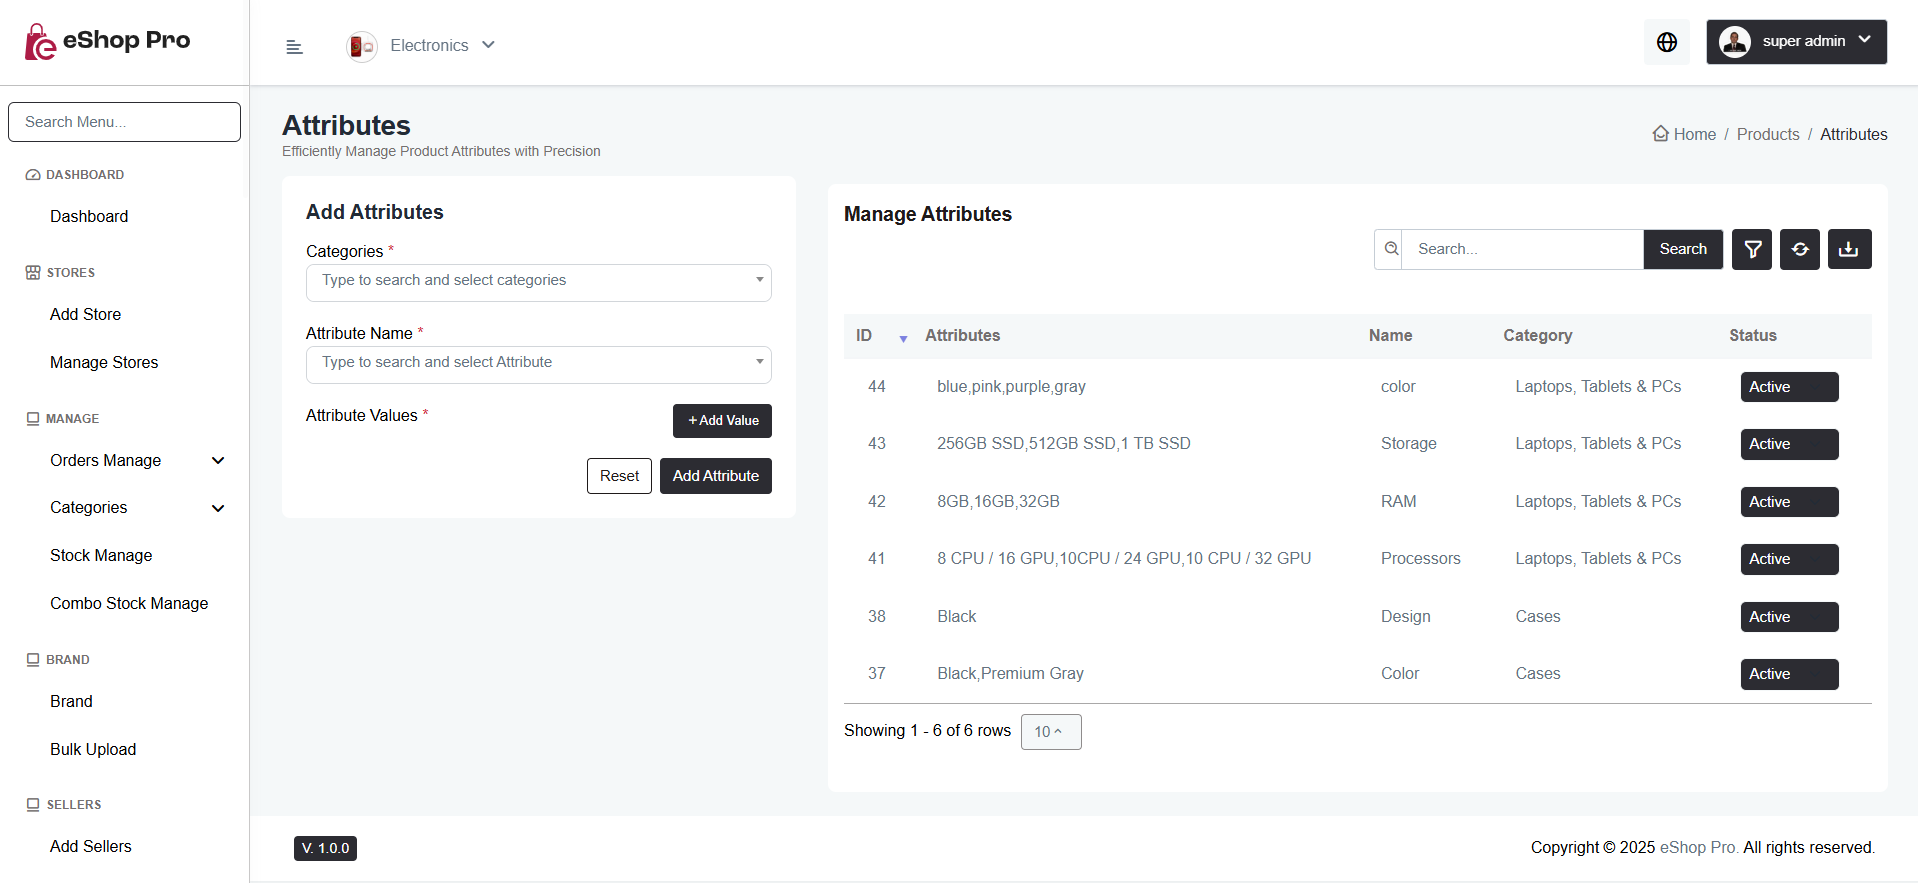 eShop Pro
Electronics
super admin
Search Menu...
DASHBOARD
Dashboard
STORES
Add Store
Manage Stores
MANAGE
Orders Manage
Categories
Stock Manage
Combo Stock Manage
BRAND
Brand
Bulk Upload
SELLERS
Add Sellers
Attributes
Efficiently Manage Product Attributes with Precision
Home / Products / Attributes
Add Attributes
Categories *
Type to search and select categories
Attribute Name *
Type to search and select Attribute
Attribute Values *
+ Add Value
Reset Add Attribute
Manage Attributes
Search... Search
ID Attributes Name Category Status
44 blue,pink,purple,gray color Laptops, Tablets & PCs Active
43 256GB SSD,512GB SSD,1 TB SSD Storage Laptops, Tablets & PCs Active
42 8GB,16GB,32GB RAM Laptops, Tablets & PCs Active
41 8 CPU / 16 GPU,10CPU / 24 GPU,10 CPU / 32 GPU Processors Laptops, Tablets & PCs Active
38 Black Design Cases Active
37 Black,Premium Gray Color Cases Active
Showing 1 - 6 of 6 rows 10
V. 1.0.0
Copyright © 2025 eShop Pro. All rights reserved.